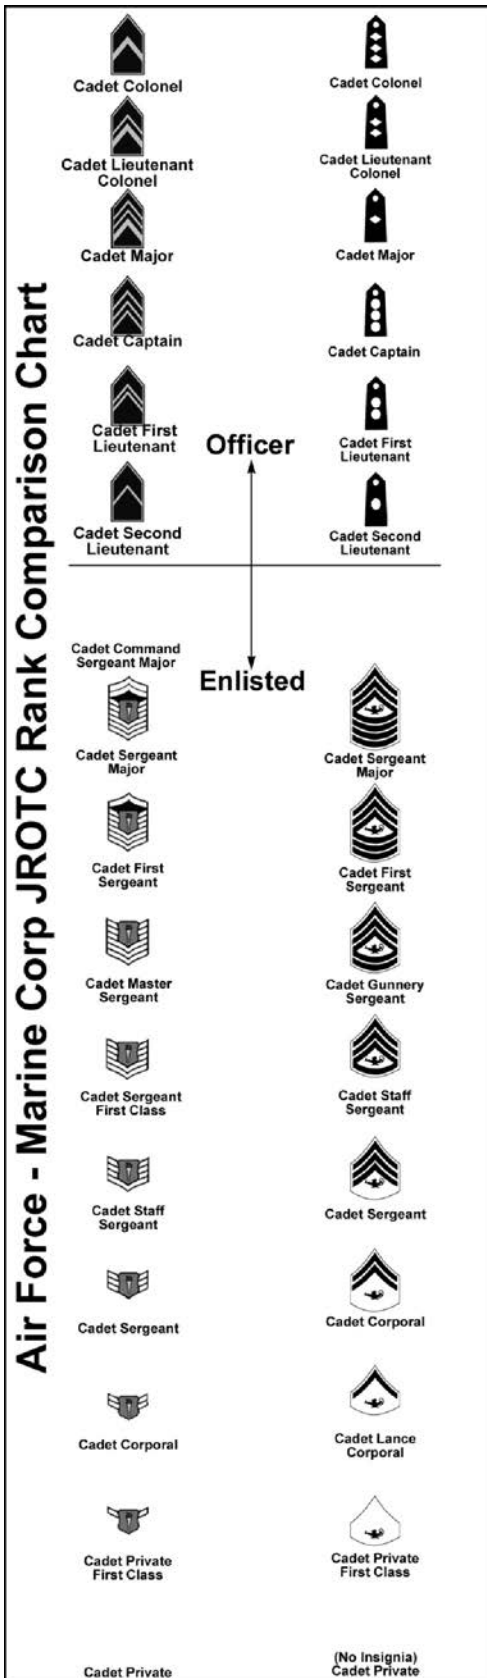 Air Force - Marine Corp JROTC Rank Comparison Chart
Cadet Colonel
Cadet Colonel
Cadet Lieutenant
Colonel
Cadet Lieutenant
Colonel
Cadet Major
Cadet Major
Cadet Captain
Cadet Captain
Cadet First
Lieutenant
Officer
Cadet First
Lieutenant
Cadet Second
Lieutenant
Cadet Second
Lieutenant
Cadet Command
Sergeant Major
Enlisted
Cadet Sergeant
Major
Cadet Sergeant
Major
Cadet First
Sergeant
Cadet First
Sergeant
Cadet Master
Sergeant
Cadet Gunnery
Sergeant
Cadet Sergeant
First Class
Cadet Staff
Sergeant
Cadet Staff
Sergeant
Cadet Sergeant
Cadet Sergeant
Cadet Corporal
Cadet Corporal
Cadet Lance
Corporal
Cadet Private
First Class
Cadet Private
First Class
Cadet Private
(No Insignia)
Cadet Private